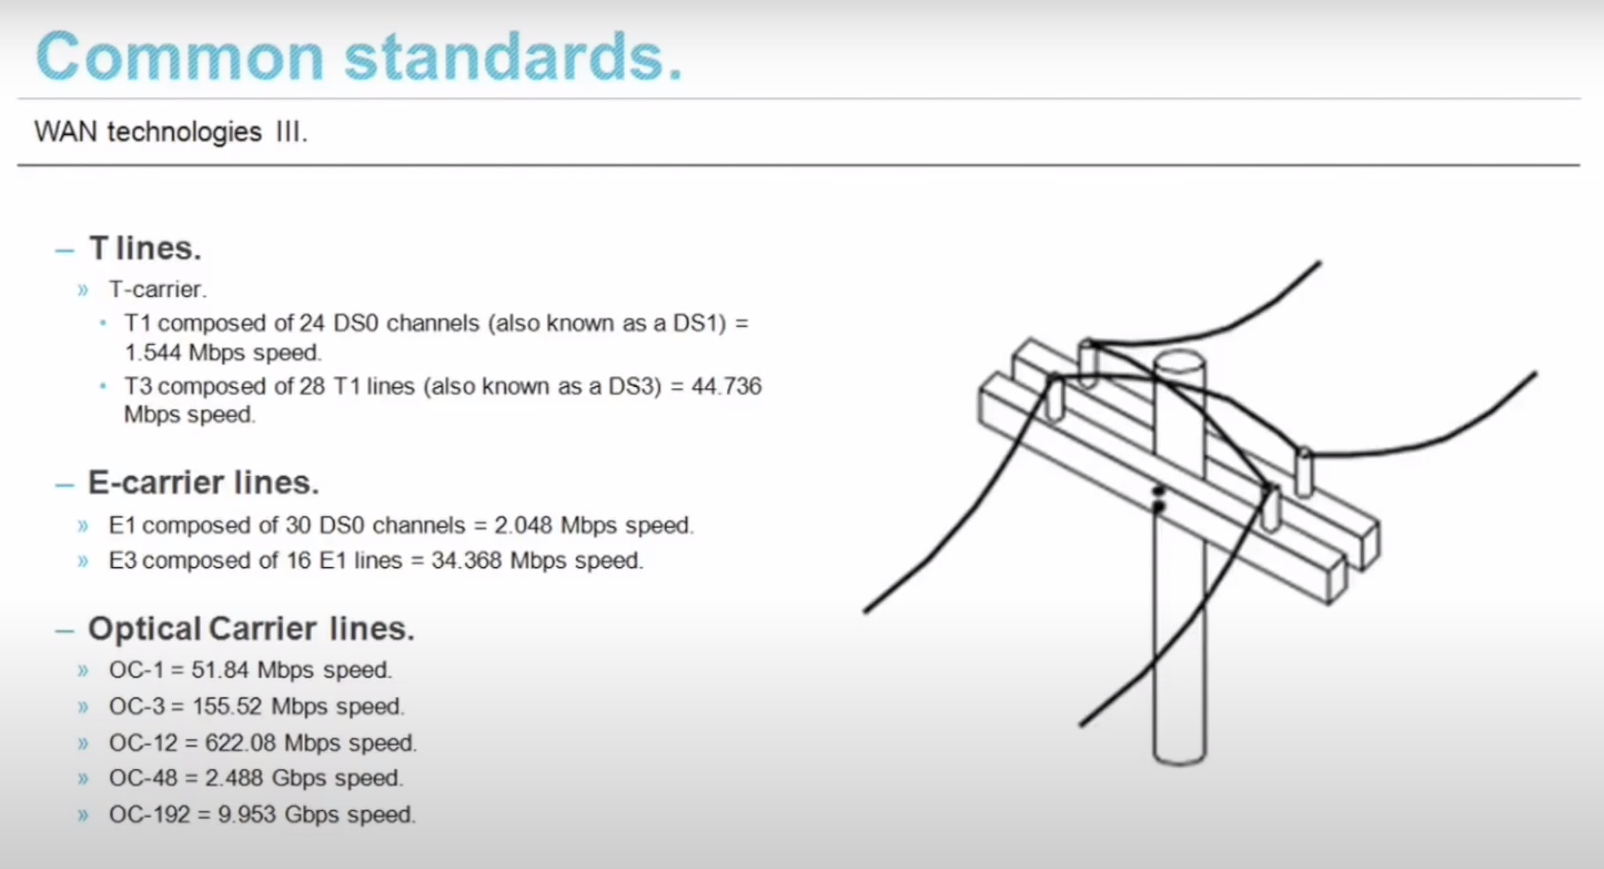 Common standards.
WAN technologies III.
– T lines.
» T-carrier.
• T1 composed of 24 DS0 channels (also known as a DS1) =
1.544 Mbps speed.
• T3 composed of 28 T1 lines (also known as a DS3) = 44.736
Mbps speed.
– E-carrier lines.
» E1 composed of 30 DS0 channels = 2.048 Mbps speed.
» E3 composed of 16 E1 lines = 34.368 Mbps speed.
– Optical Carrier lines.
» OC-1 = 51.84 Mbps speed.
» OC-3 = 155.52 Mbps speed.
» OC-12 = 622.08 Mbps speed.
» OC-48 = 2.488 Gbps speed.
» OC-192 = 9.953 Gbps speed.